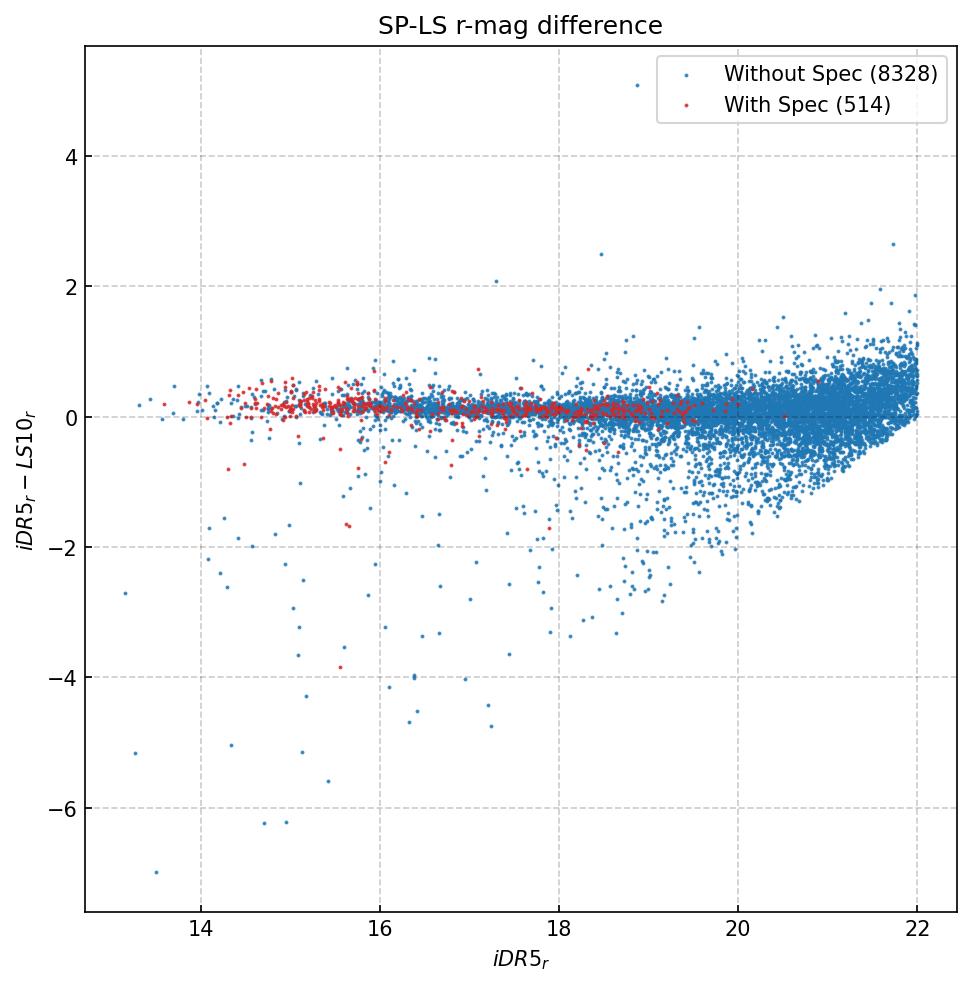 SP-LS r-mag difference
Without Spec (8328)
With Spec (514)
4
2
0
−2
−4
−6
iDR5r − LS10r
14 16 18 20 22
iDR5r